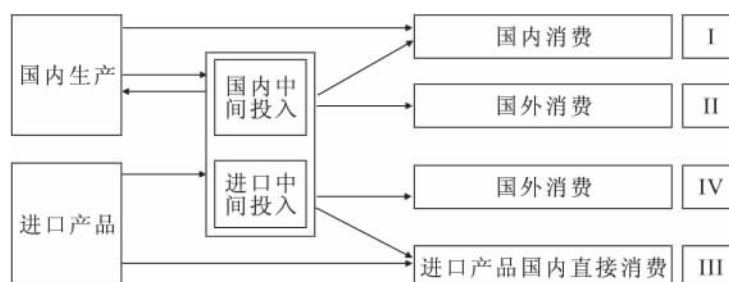 国内生产
国内中
间投入
进口产品
进口中
间投入
国内消费
I
国外消费
II
国外消费
IV
进口产品国内直接消费
III